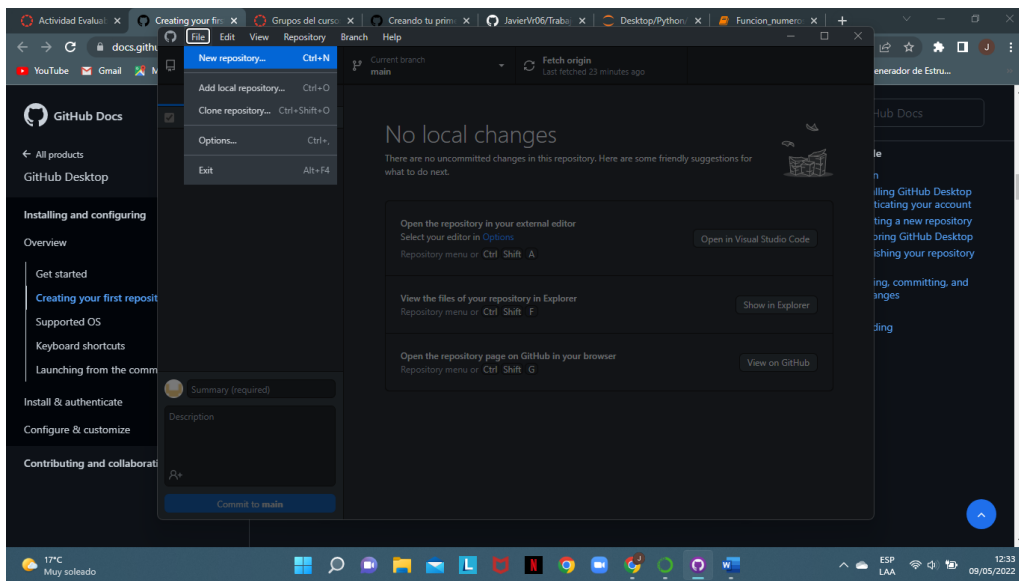 Actividad Evalua
Creating your firs
Grupos del curso
Creando tu prime
JavierVr06/Traba
Desktop/Python
Funcion_numero
docs.githu
YouTube
Gmail
M
enerador de Estru...
J
File
Edit
View
Repository
Branch
Help
New repository...
Ctrl+N
Add local repository...
Ctrl+O
Clone repository...
Ctrl+Shift+O
Options...
Ctrl+,
Exit
Alt+F4
Current branch
main
Fetch origin
Last fetched 23 minutes ago
No local changes
There are no uncommitted changes in this repository. Here are some friendly suggestions for
what to do next.
Open the repository in your external editor
Select your editor in Options
Repository menu or Ctrl Shift A
Open in Visual Studio Code
View the files of your repository in Explorer
Repository menu or Ctrl Shift F
Show in Explorer
Open the repository page on GitHub in your browser
Repository menu or Ctrl Shift G
View on GitHub
Summary (required)
Description
Commit to main
GitHub Docs
All products
GitHub Desktop
Installing and configuring
Overview
Get started
Creating your first reposit
Supported OS
Keyboard shortcuts
Launching from the comm
Install & authenticate
Configure & customize
Contributing and collaborati
Hub Docs
le
n
lling GitHub Desktop
ticating your account
ting a new repository
oring GitHub Desktop
ishing your repository
ing, committing, and
anges
ding
17°C
Muy soleado
ESP
LAA
12:33
09/05/2022